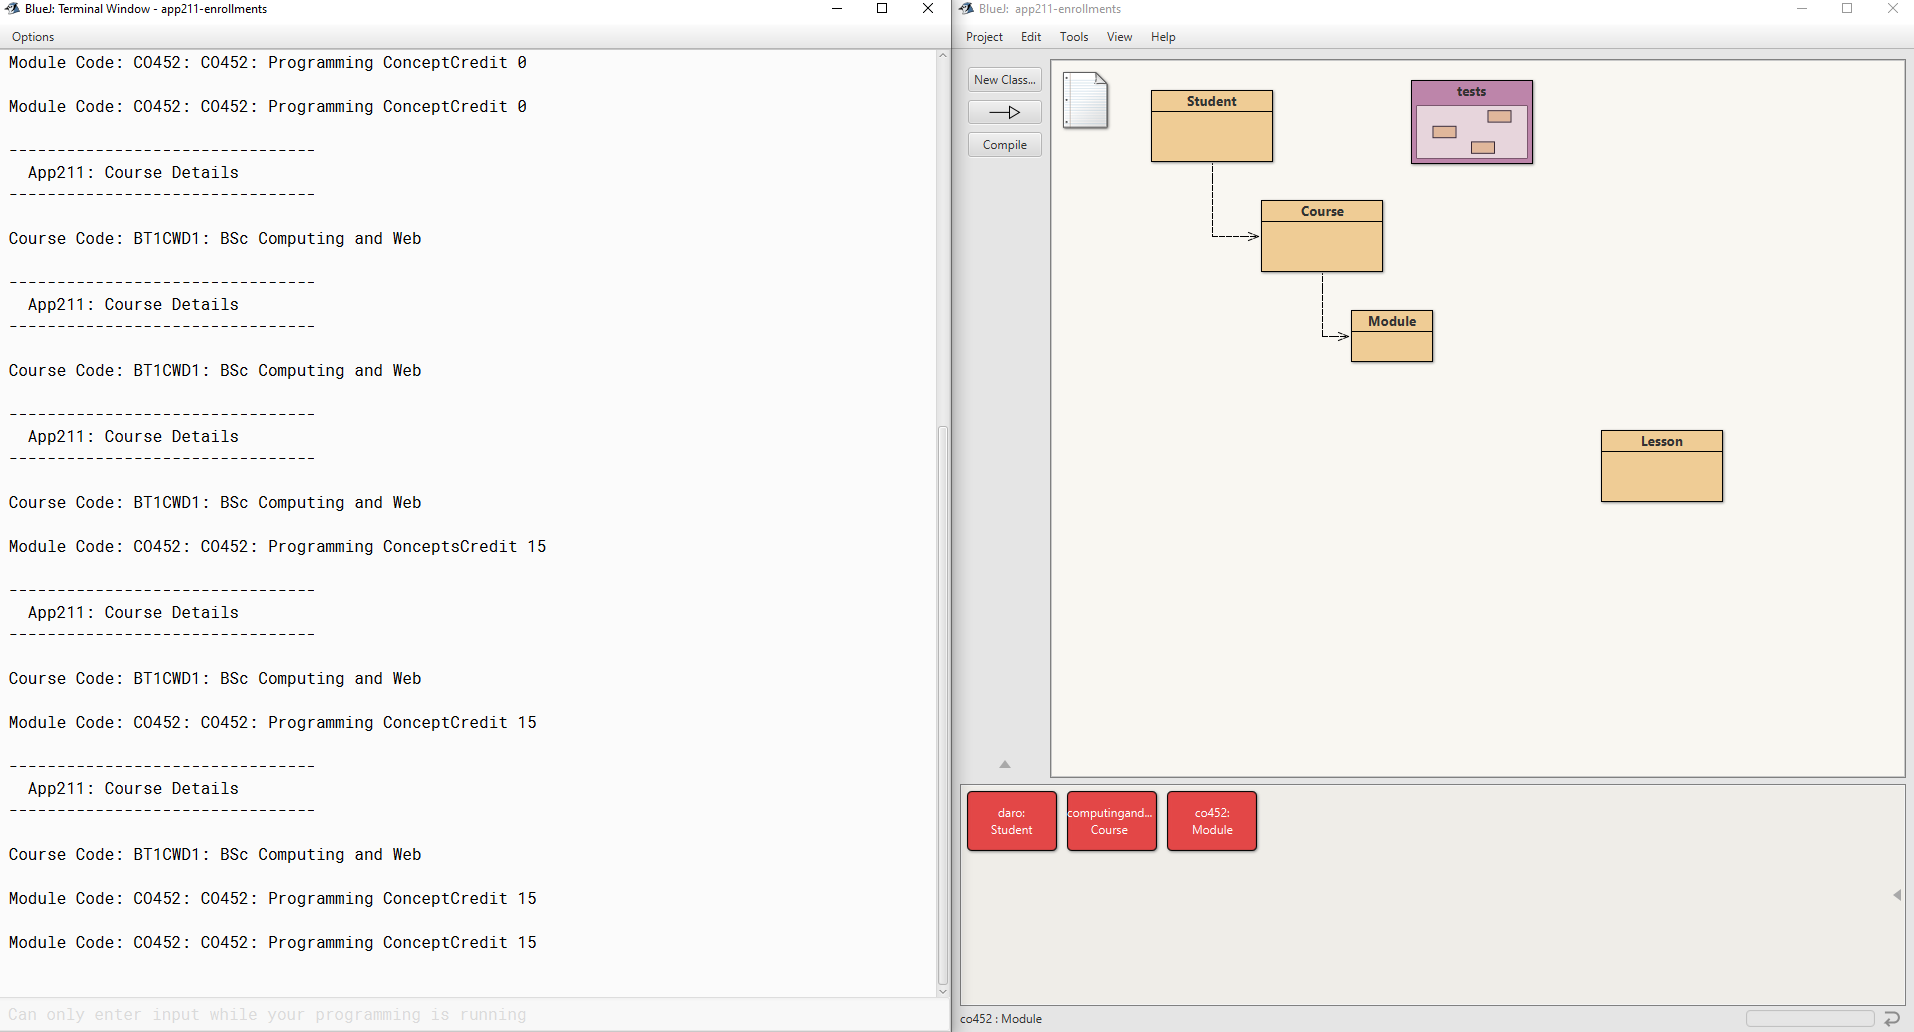 BlueJ: Terminal Window - app211-enrollments
Options
Module Code: CO452: CO452: Programming ConceptCredit 0
Module Code: CO452: CO452: Programming ConceptCredit 0
--------------------------------
App211: Course Details
--------------------------------
Course Code: BT1CWD1: BSc Computing and Web
--------------------------------
App211: Course Details
--------------------------------
Course Code: BT1CWD1: BSc Computing and Web
--------------------------------
App211: Course Details
--------------------------------
Course Code: BT1CWD1: BSc Computing and Web
Module Code: CO452: CO452: Programming ConceptsCredit 15
--------------------------------
App211: Course Details
--------------------------------
Course Code: BT1CWD1: BSc Computing and Web
Module Code: CO452: CO452: Programming ConceptCredit 15
--------------------------------
App211: Course Details
--------------------------------
Course Code: BT1CWD1: BSc Computing and Web
Module Code: CO452: CO452: Programming ConceptCredit 15
Module Code: CO452: CO452: Programming ConceptCredit 15
Can only enter input while your programming is running
BlueJ: app211-enrollments
Project Edit Tools View Help
New Class...
Compile
Student
tests
Course
Module
Lesson
daro:
Student
computingand...
Course
co452:
Module
co452 : Module